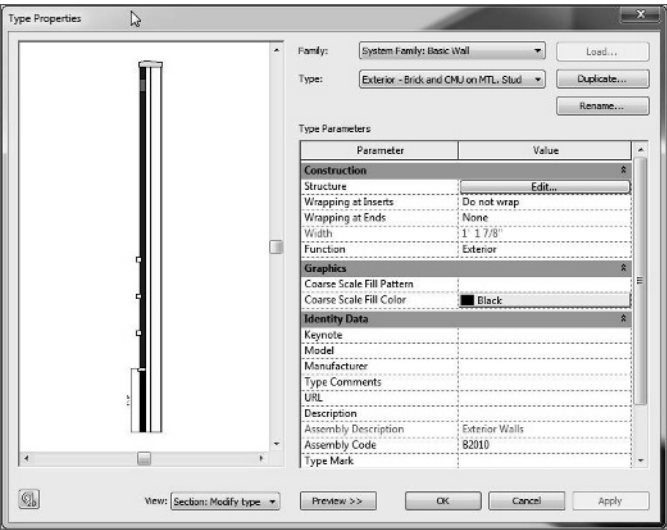 Type Properties
Family: System Family: Basic Wall Load...
Type: Exterior - Brick and CMU on MTL. Stud Duplicate...
Rename...
Type Parameters
Parameter Value
Construction
Structure Edit...
Wrapping at Inserts Do not wrap
Wrapping at Ends None
Width 1' 1 7/8"
Function Exterior
Graphics
Coarse Scale Fill Pattern
Coarse Scale Fill Color Black
Identity Data
Keynote
Model
Manufacturer
Type Comments
URL
Description
Assembly Description Exterior Walls
Assembly Code B2010
Type Mark
View: Section: Modify type Preview >> OK Cancel Apply